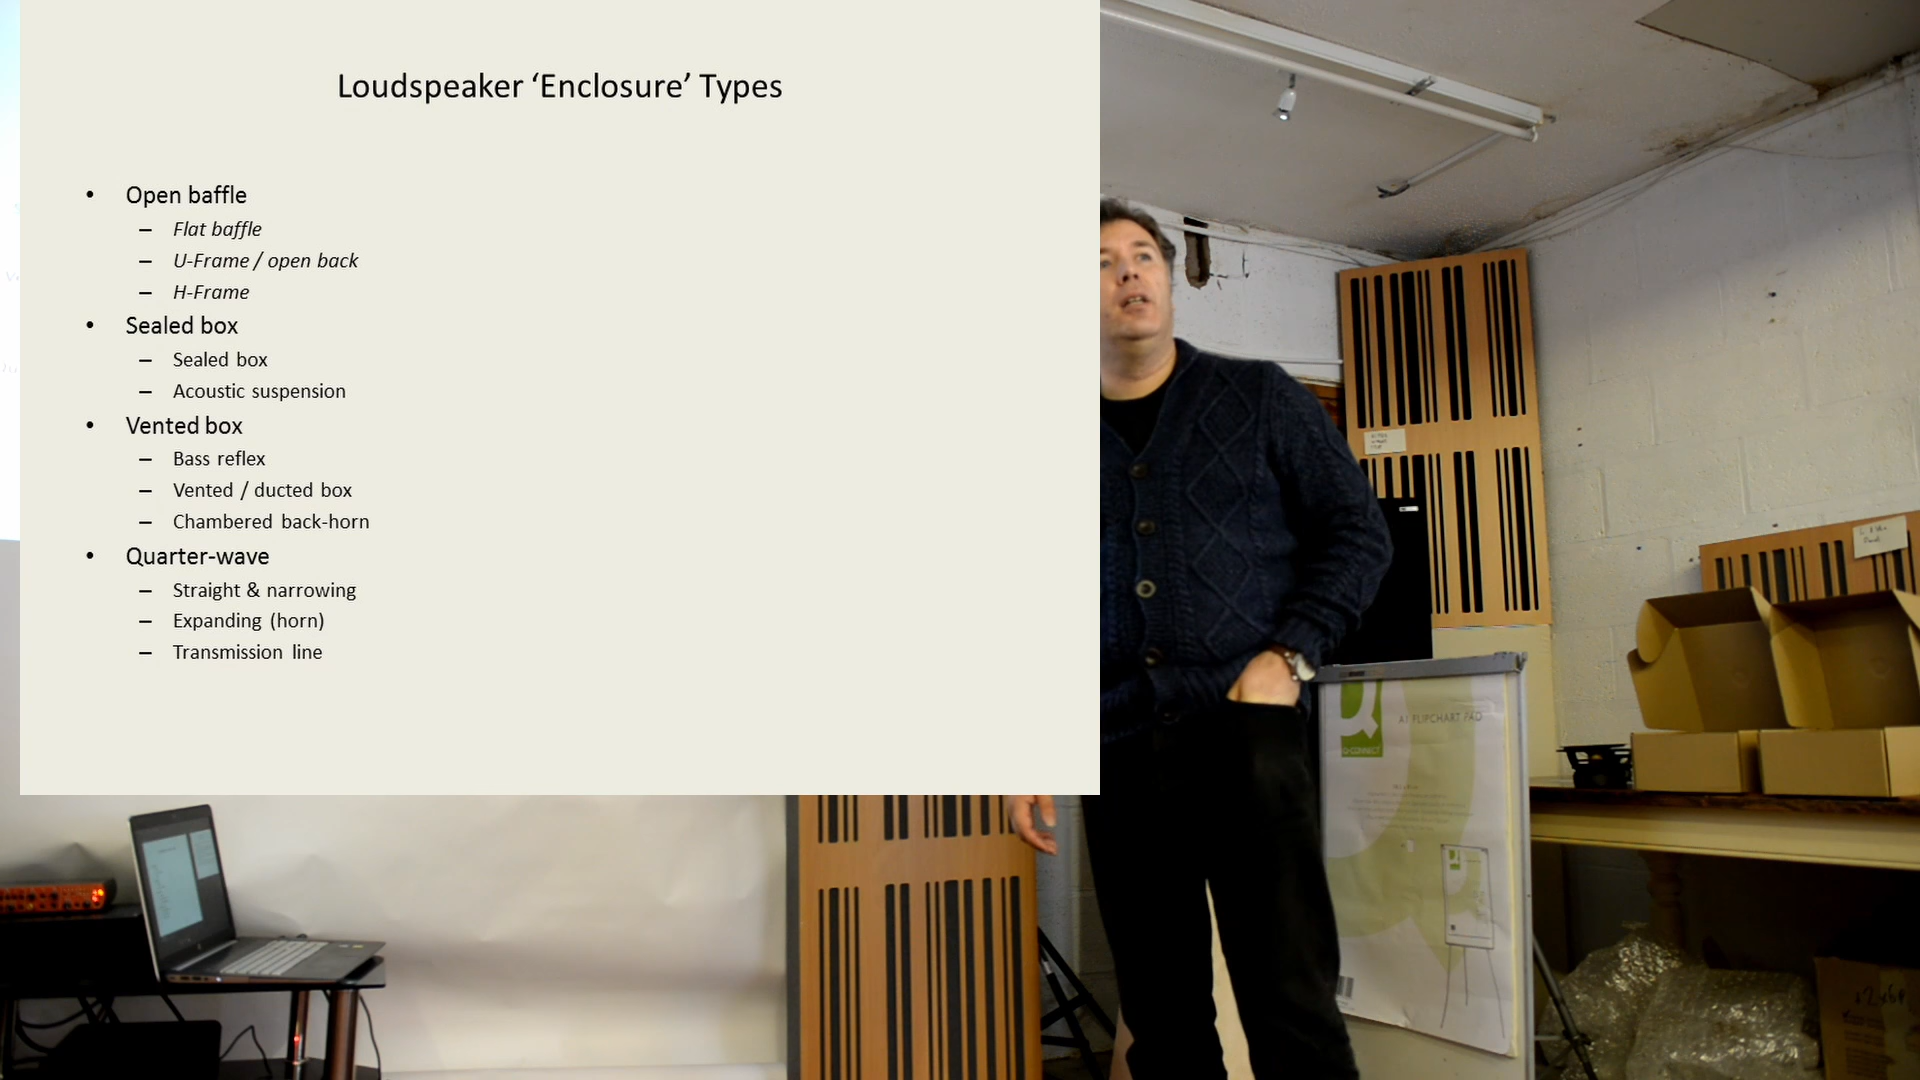 Loudspeaker ‘Enclosure’ Types
• Open baffle
– Flat baffle
– U-Frame / open back
– H-Frame
• Sealed box
– Sealed box
– Acoustic suspension
• Vented box
– Bass reflex
– Vented / ducted box
– Chambered back-horn
• Quarter-wave
– Straight & narrowing
– Expanding (horn)
– Transmission line
A1 FLIPCHART PAD
Q-CONNECT